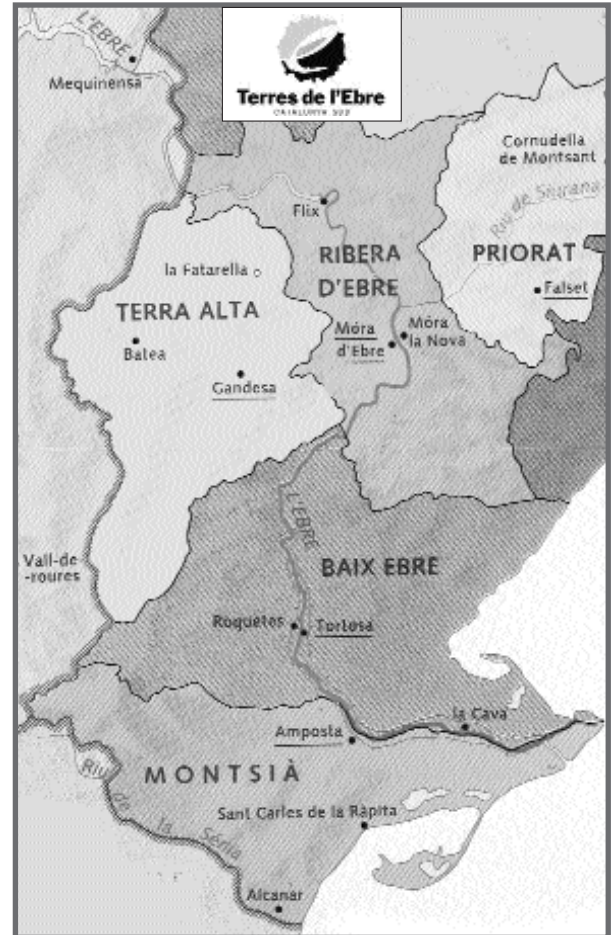 L'EBRE
Mequinensa
Terres de l'Ebre
CATALUNYA SUD
Cornudella
de Montsant
Riu de Siurana
Flix
RIBERA
D'EBRE
PRIORAT
Falset
la Fatarella
TERRA ALTA
Batea
Gandesa
Móra
d'Ebre
Móra
la Nova
L'EBRE
Vall-de-
-roures
BAIX EBRE
Roquetes
Tortosa
la Cava
Amposta
MONTSIÀ
Riu de la Sénia
Sant Carles de la Ràpita
Alcanar